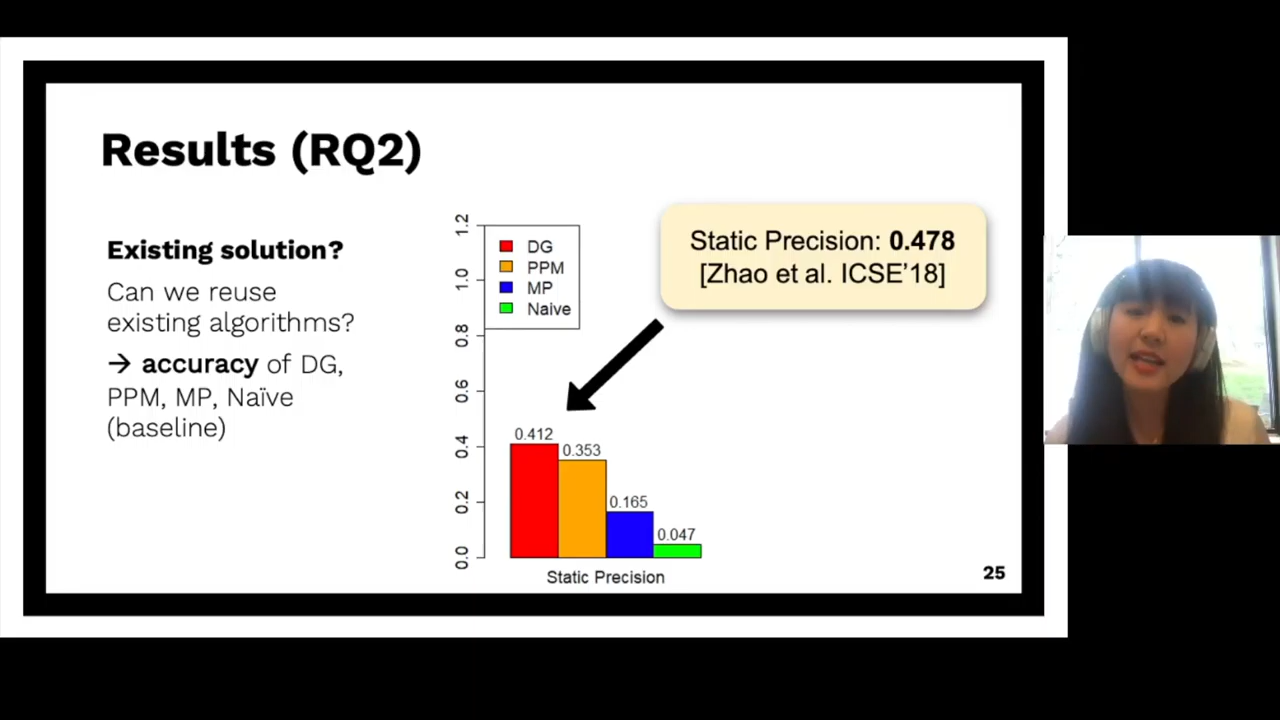 Results (RQ2)
Existing solution?
Can we reuse
existing algorithms?
→ accuracy of DG,
PPM, MP, Naïve
(baseline)
1.2
1.0
0.8
0.6
0.4
0.2
0.0
DG
PPM
MP
Naive
0.412
0.353
0.165
0.047
Static Precision
Static Precision: 0.478
[Zhao et al. ICSE’18]
25